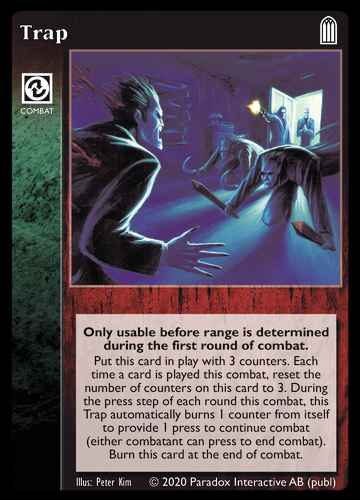 Trap
COMBAT
Only usable before range is determined
during the first round of combat.
Put this card in play with 3 counters. Each
time a card is played this combat, reset the
number of counters on this card to 3. During
the press step of each round this combat, this
Trap automatically burns 1 counter from itself
to provide 1 press to continue combat
(either combatant can press to end combat).
Burn this card at the end of combat.
Illus: Peter Kim © 2020 Paradox Interactive AB (publ)